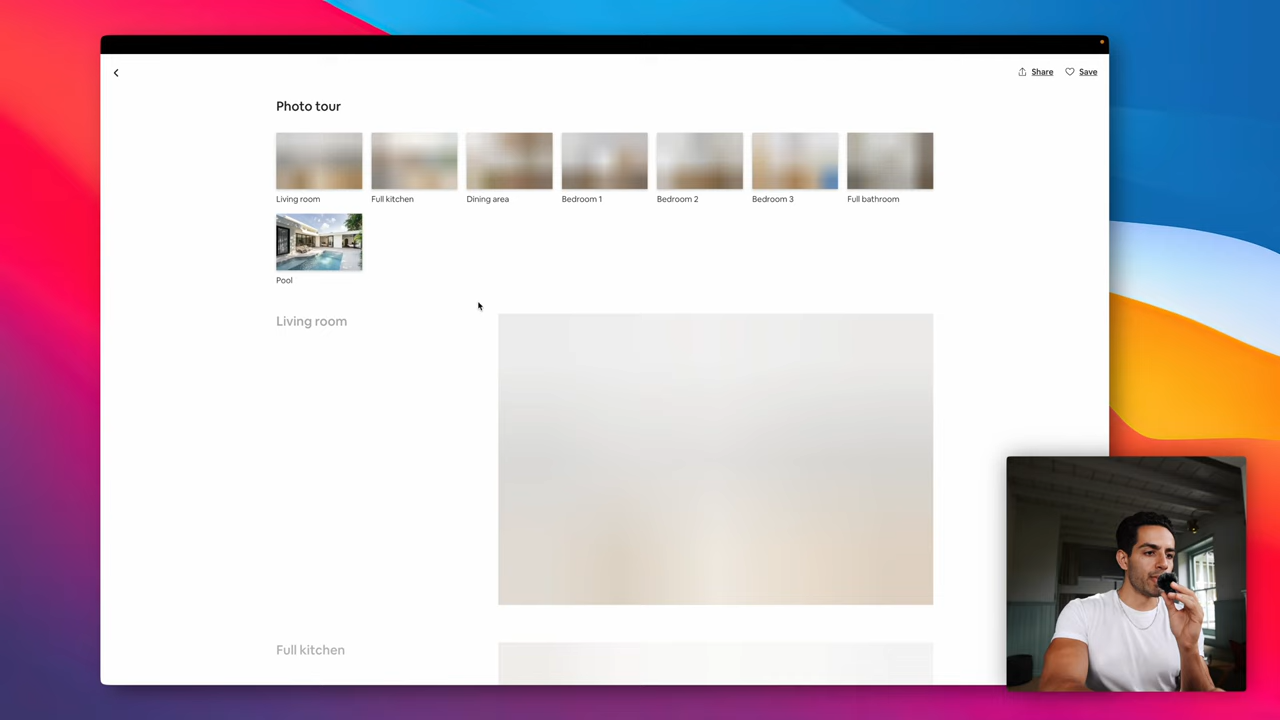 Share Save
Photo tour
Living room Full kitchen Dining area Bedroom 1 Bedroom 2 Bedroom 3 Full bathroom
Pool
Living room
Full kitchen